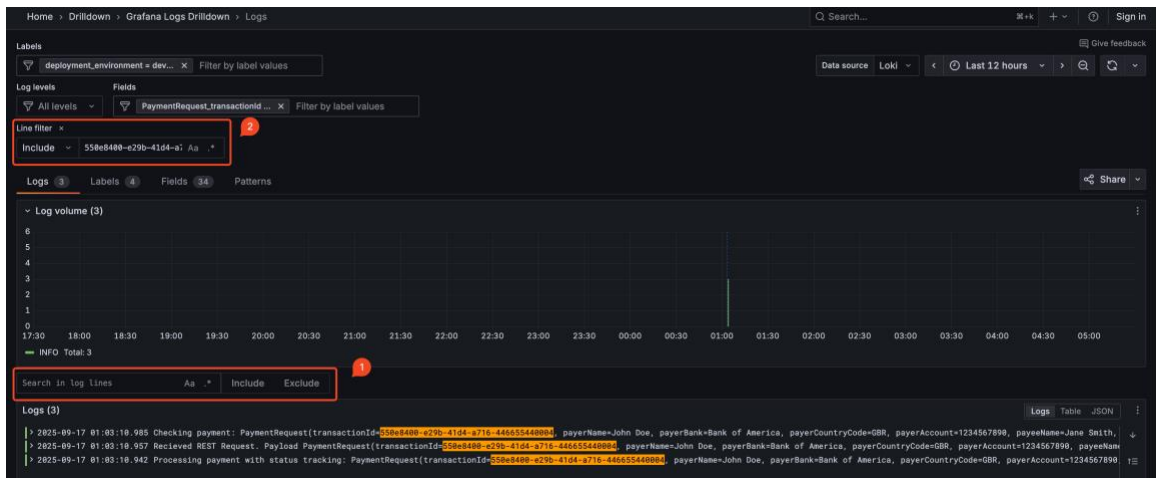 Home > Drilldown > Grafana Logs Drilldown > Logs
Search... ⌘+k Sign in
Give feedback
Labels
deployment_environment = dev... × Filter by label values
Data source Loki Last 12 hours
Log levels Fields
All levels PaymentRequest_transactionId ... × Filter by label values
Line filter × 2
Include 550e8400-e29b-41d4-a7 Aa .*
Logs 3 Labels 4 Fields 34 Patterns
Share
Log volume (3)
6
5
4
3
2
1
0
17:30 18:00 18:30 19:00 19:30 20:00 20:30 21:00 21:30 22:00 22:30 23:00 23:30 00:00 00:30 01:00 01:30 02:00 02:30 03:00 03:30 04:00 04:30 05:00
INFO Total: 3
1
Search in log lines Aa .* Include Exclude
Logs (3) Logs Table JSON
> 2025-09-17 01:03:10.985 Checking payment: PaymentRequest(transactionId=550e8400-e29b-41d4-a716-446655440004, payerName=John Doe, payerBank=Bank of America, payerCountryCode=GBR, payerAccount=1234567890, payeeName=Jane Smith,
> 2025-09-17 01:03:10.957 Recieved REST Request. Payload PaymentRequest(transactionId=550e8400-e29b-41d4-a716-446655440004, payerName=John Doe, payerBank=Bank of America, payerCountryCode=GBR, payerAccount=1234567890, payeeNam
> 2025-09-17 01:03:10.942 Processing payment with status tracking: PaymentRequest(transactionId=550e8400-e29b-41d4-a716-446655440004, payerName=John Doe, payerBank=Bank of America, payerCountryCode=GBR, payerAccount=1234567890,